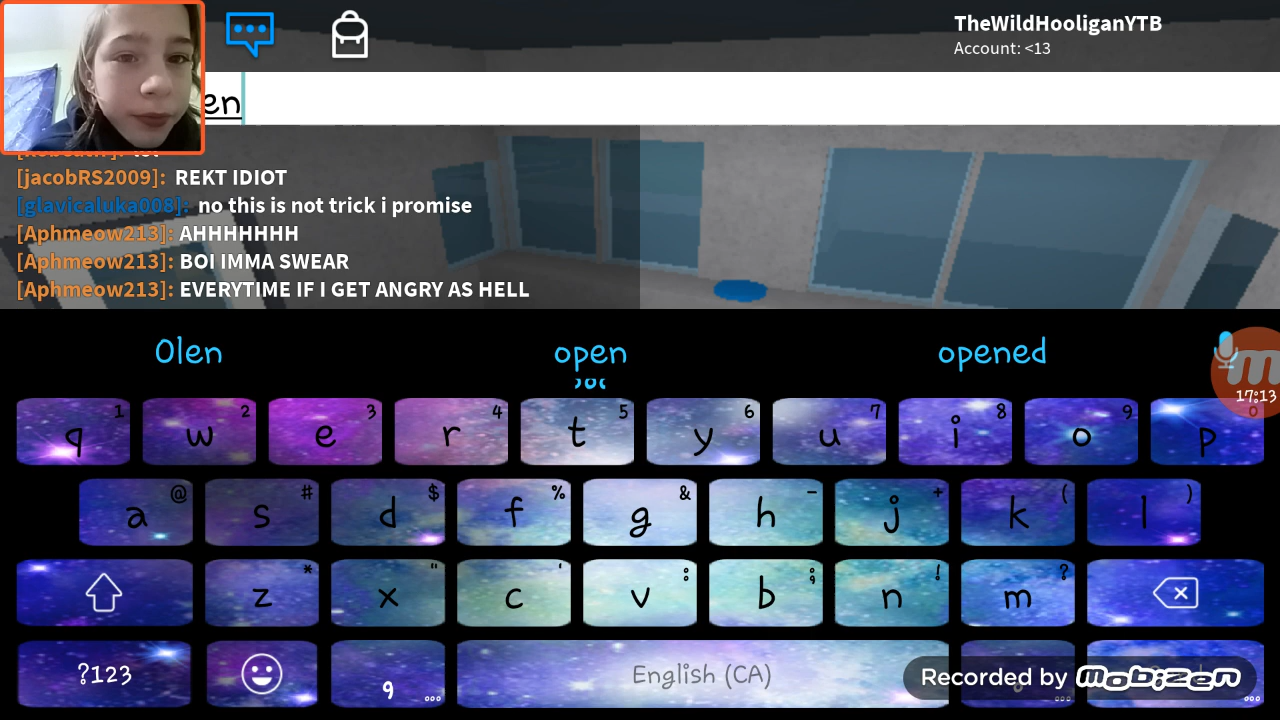 TheWildHooliganYTB
Account: <13
en
[jacobRS2009]: REKT IDIOT
[glavicaluka008]: no this is not trick i promise
[Aphmeow213]: AHHHHHHH
[Aphmeow213]: BOI IMMA SWEAR
[Aphmeow213]: EVERYTIME IF I GET ANGRY AS HELL
Olen open opened
17:13
1 2 3 4 5 6 7 8 9 0
q w e r t y u i o p
@ # $ % & - + ( )
a s d f g h j k l
* " ' : ; ! ?
z x c v b n m
?123 , English (CA)
Recorded by mobizen